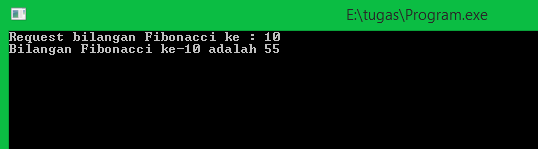 E:\tugas\Program.exe
Request bilangan Fibonacci ke : 10
Bilangan Fibonacci ke-10 adalah 55